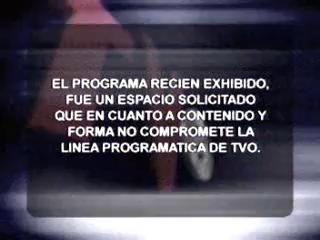 EL PROGRAMA RECIEN EXHIBIDO,
FUE UN ESPACIO SOLICITADO
QUE EN CUANTO A CONTENIDO Y
FORMA NO COMPROMETE LA
LINEA PROGRAMATICA DE TVO.